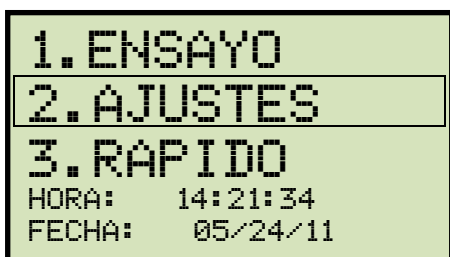 1.ENSAYO
2.AJUSTES
3.RAPIDO
HORA: 14:21:34
FECHA: 05/24/11